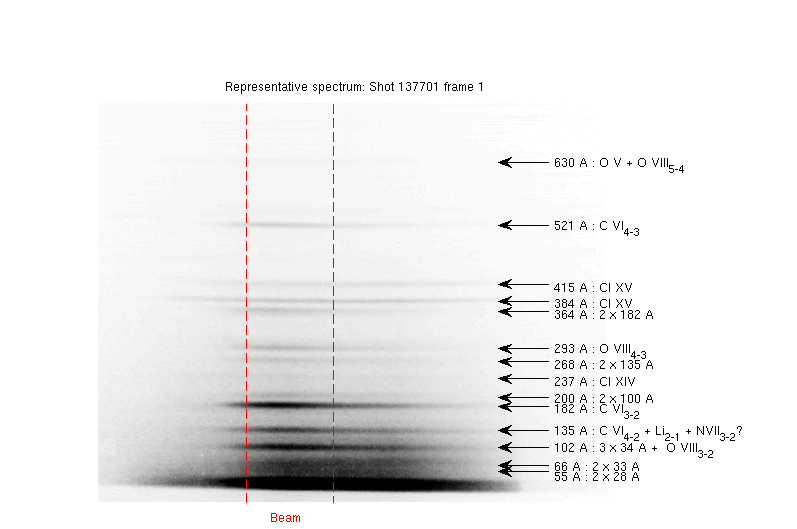 Representative spectrum: Shot 137701 frame 1
630 A : O V + O VIII5-4
521 A : C VI4-3
415 A : Cl XV
384 A : Cl XV
364 A : 2 x 182 A
293 A : O VIII4-3
268 A : 2 x 135 A
237 A : Cl XIV
200 A : 2 x 100 A
182 A : C VI3-2
135 A : C VI4-2 + Li2-1 + NVII3-2?
102 A : 3 x 34 A + O VIII3-2
66 A : 2 x 33 A
55 A : 2 x 28 A
Beam